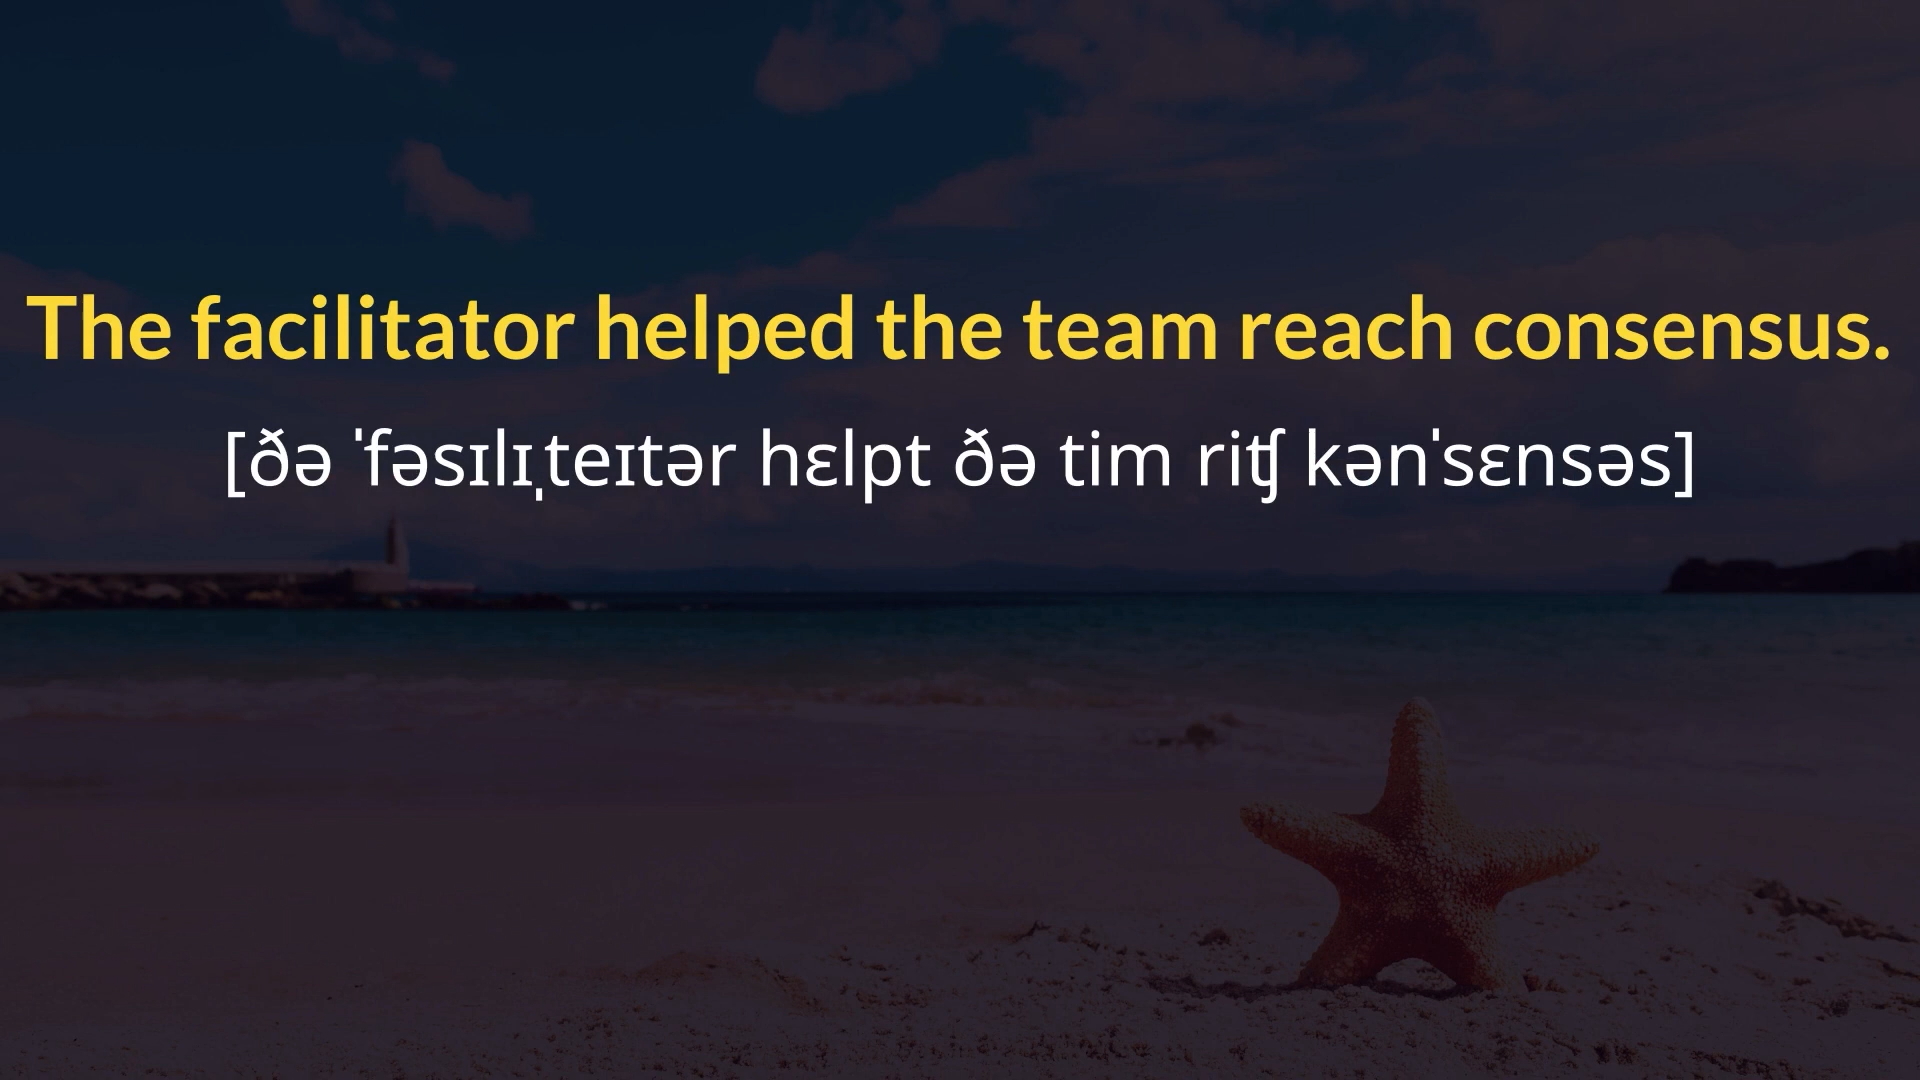 The facilitator helped the team reach consensus.
[ðə ˈfəsɪlɪˌteɪtər hɛlpt ðə tim riʧ kənˈsɛnsəs]